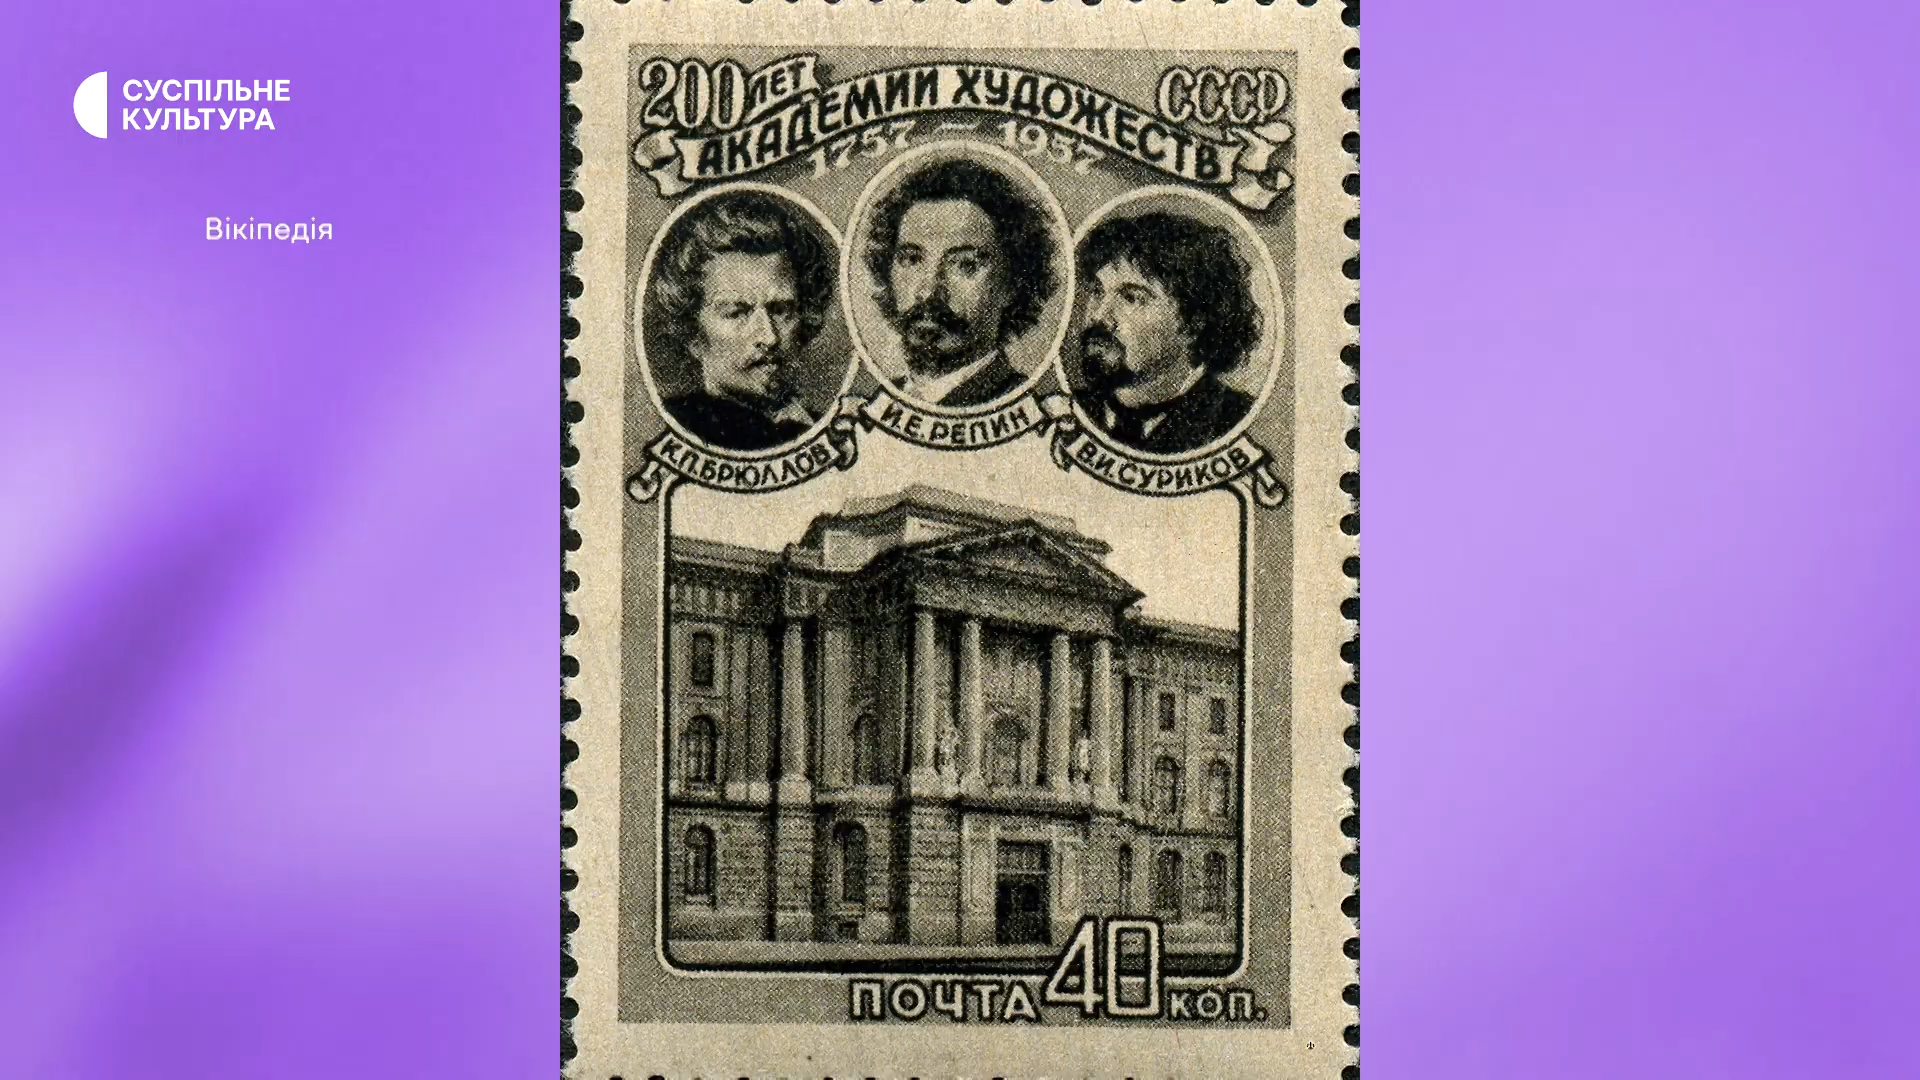 СУСПІЛЬНЕ
КУЛЬТУРА
Вікіпедія
200 ЛЕТ
АКАДЕМИИ ХУДОЖЕСТВ
СССР
1757 — 1957
К.П.БРЮЛЛОВ
И.Е.РЕПИН
В.И.СУРИКОВ
ПОЧТА 40 КОП.